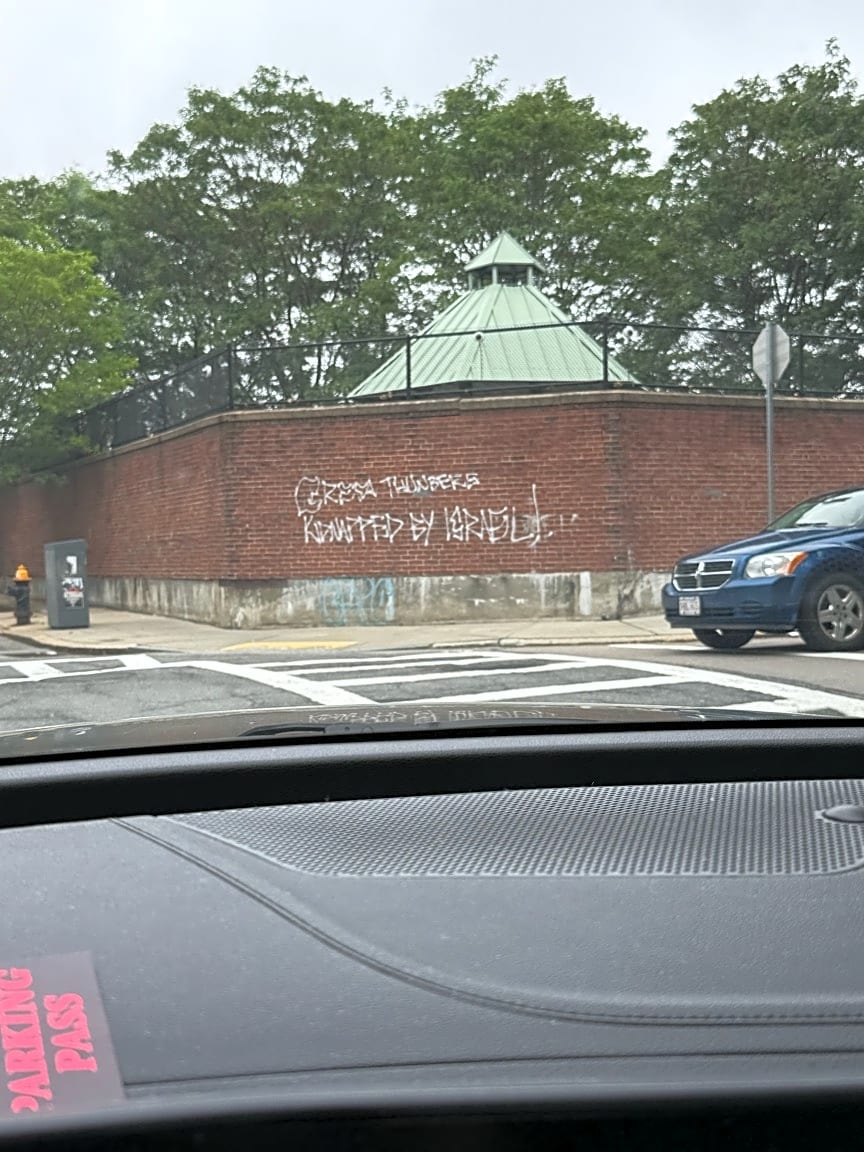 GRETA THUNBERG
KIDNAPPED BY ISRAEL!
PARKING
PASS